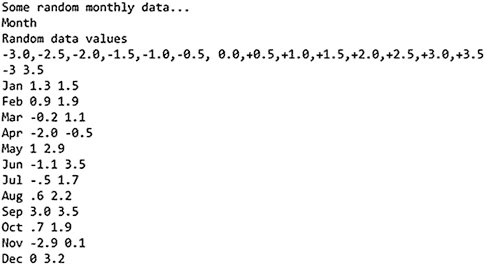 Some random monthly data...
Month
Random data values
-3.0,-2.5,-2.0,-1.5,-1.0,-0.5, 0.0,+0.5,+1.0,+1.5,+2.0,+2.5,+3.0,+3.5
-3 3.5
Jan 1.3 1.5
Feb 0.9 1.9
Mar -0.2 1.1
Apr -2.0 -0.5
May 1 2.9
Jun -1.1 3.5
Jul -.5 1.7
Aug .6 2.2
Sep 3.0 3.5
Oct .7 1.9
Nov -2.9 0.1
Dec 0 3.2